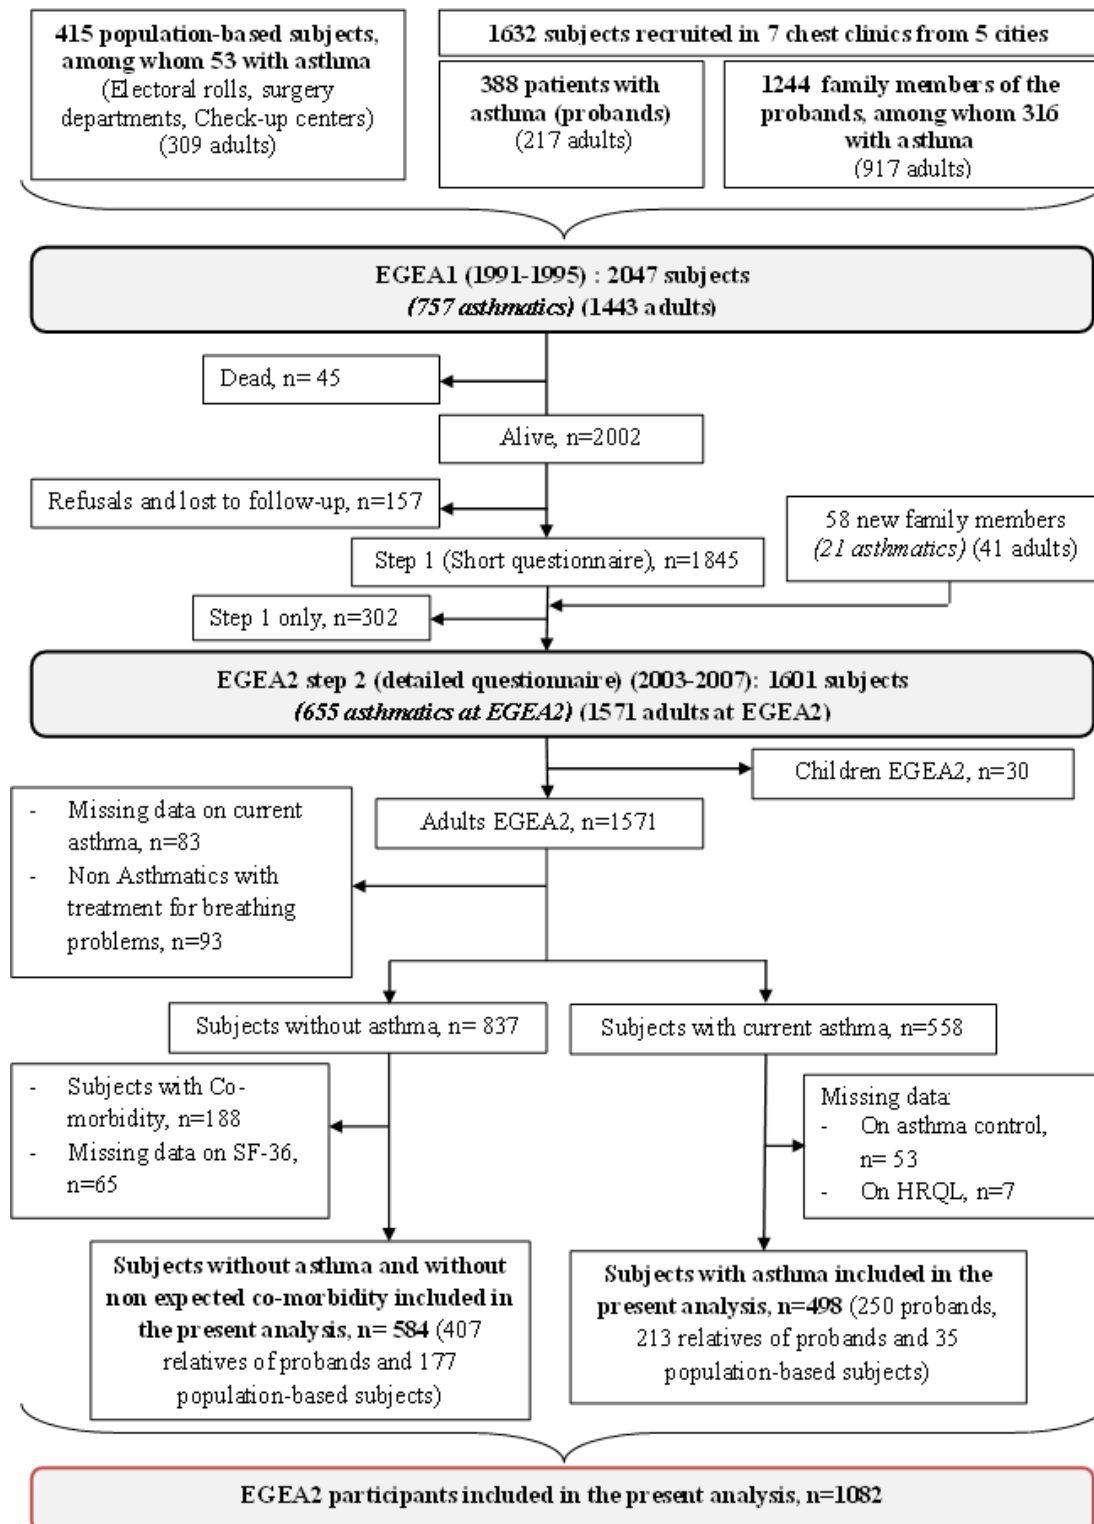 415 population-based subjects,
among whom 53 with asthma
(Electoral rolls, surgery
departments, Check-up centers)
(309 adults)
1632 subjects recruited in 7 chest clinics from 5 cities
388 patients with
asthma (probands)
(217 adults)
1244 family members of the
probands, among whom 316
with asthma
(917 adults)
EGEA1 (1991-1995) : 2047 subjects
(757 asthmatics) (1443 adults)
Dead, n= 45
Alive, n=2002
Refusals and lost to follow-up, n=157
58 new family members
(21 asthmatics) (41 adults)
Step 1 (Short questionnaire), n=1845
Step 1 only, n=302
EGEA2 step 2 (detailed questionnaire) (2003-2007): 1601 subjects
(655 asthmatics at EGEA2) (1571 adults at EGEA2)
Children EGEA2, n=30
Adults EGEA2, n=1571
- Missing data on current
asthma, n=83
- Non Asthmatics with
treatment for breathing
problems, n=93
Subjects without asthma, n= 837
Subjects with current asthma, n=558
- Subjects with Co-
morbidity, n=188
- Missing data on SF-36,
n=65
Missing data:
- On asthma control,
n= 53
- On HRQL, n=7
Subjects without asthma and without
non expected co-morbidity included in
the present analysis, n= 584 (407
relatives of probands and 177
population-based subjects)
Subjects with asthma included in the
present analysis, n=498 (250 probands,
213 relatives of probands and 35
population-based subjects)
EGEA2 participants included in the present analysis, n=1082